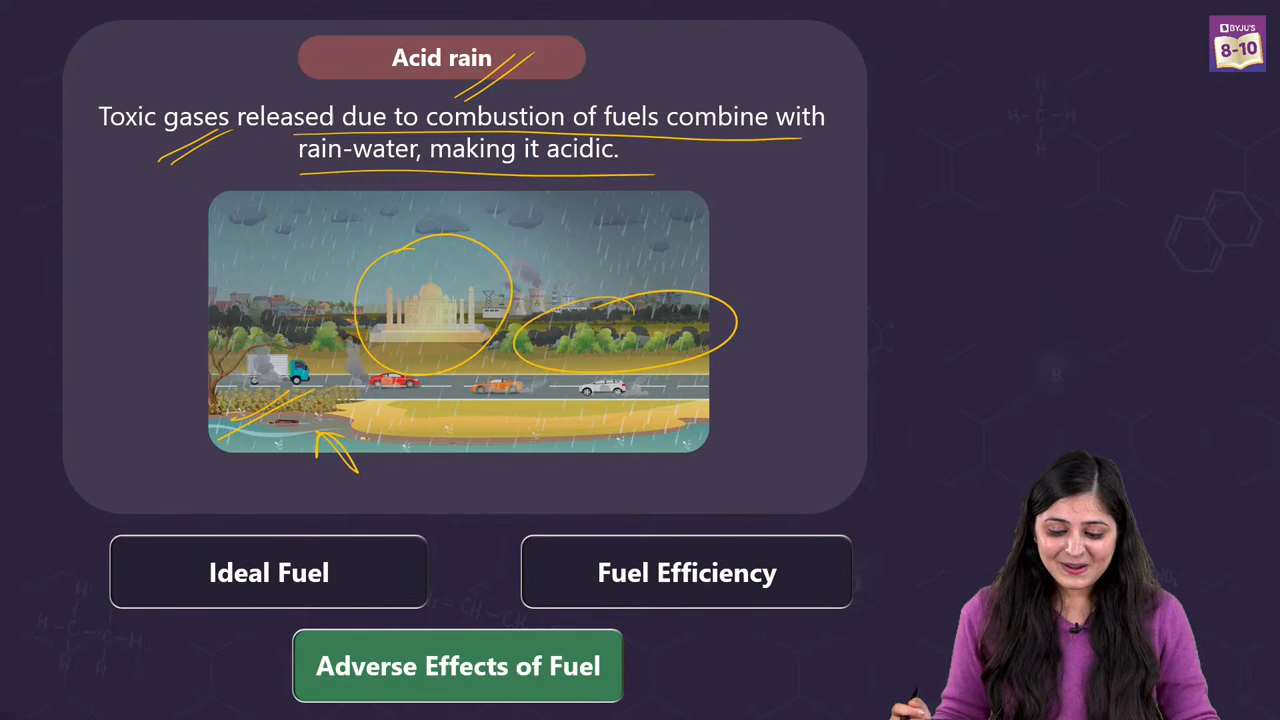 BYJU'S
8-10
Acid rain
Toxic gases released due to combustion of fuels combine with
rain-water, making it acidic.
Ideal Fuel
Fuel Efficiency
Adverse Effects of Fuel